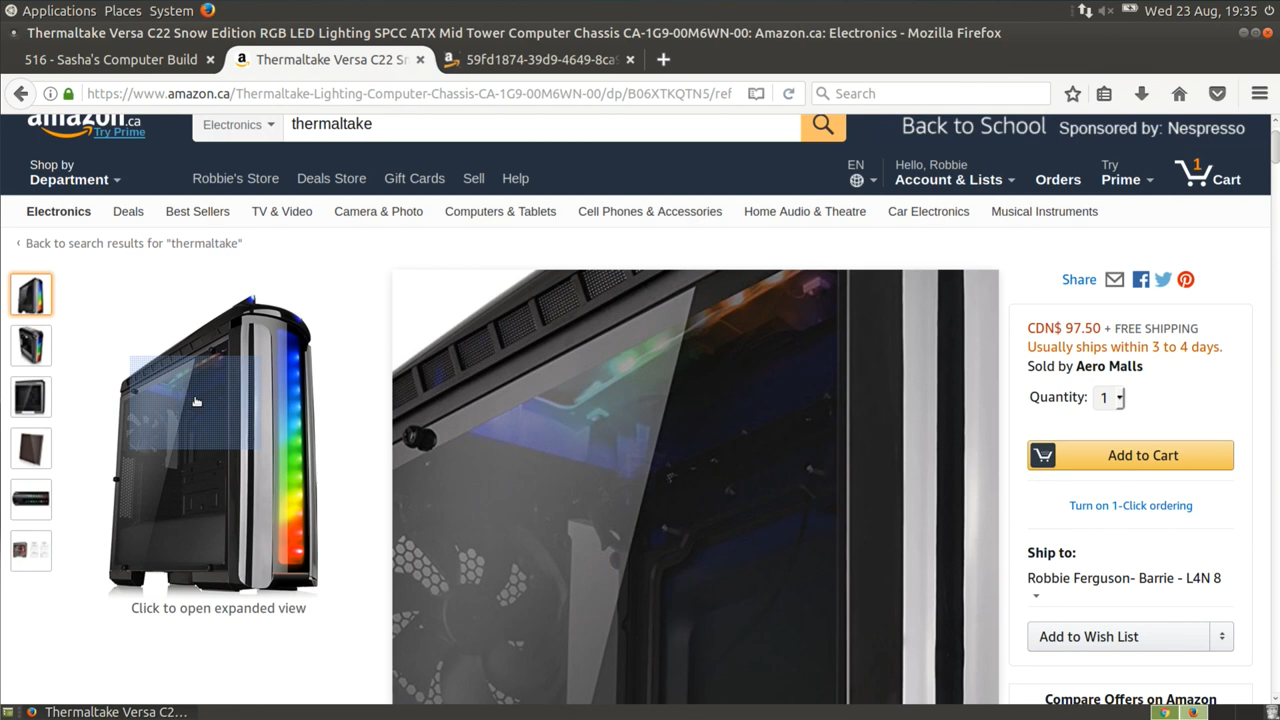 Applications Places System Wed 23 Aug, 19:35
Thermaltake Versa C22 Snow Edition RGB LED Lighting SPCC ATX Mid Tower Computer Chassis CA-1G9-00M6WN-00: Amazon.ca: Electronics - Mozilla Firefox
516 - Sasha's Computer Build Thermaltake Versa C22 Sn 59fd1874-39d9-4649-8ca9
https://www.amazon.ca/Thermaltake-Lighting-Computer-Chassis-CA-1G9-00M6WN-00/dp/B06XTKQTN5/ref Search
amazon.ca Electronics thermaltake Back to School Sponsored by: Nespresso
Try Prime
Shop by EN Hello, Robbie Try 1
Department Robbie's Store Deals Store Gift Cards Sell Help Account & Lists Orders Prime Cart
Electronics Deals Best Sellers TV & Video Camera & Photo Computers & Tablets Cell Phones & Accessories Home Audio & Theatre Car Electronics Musical Instruments
‹ Back to search results for "thermaltake"
Share
CDN$ 97.50 + FREE SHIPPING
Usually ships within 3 to 4 days.
Sold by Aero Malls
Quantity: 1
Add to Cart
Turn on 1-Click ordering
Ship to:
Robbie Ferguson- Barrie - L4N 8
Click to open expanded view
Add to Wish List
Compare Offers on Amazon
Thermaltake Versa C2...